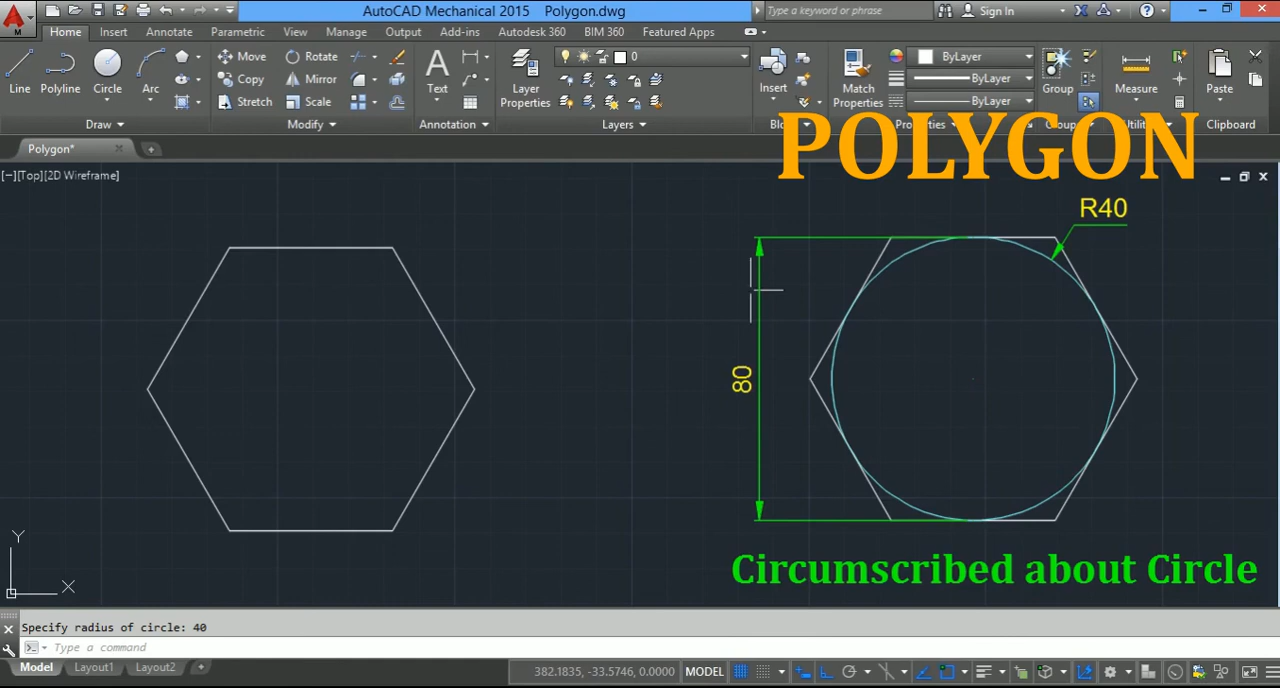 AutoCAD Mechanical 2015 Polygon.dwg
Type a keyword or phrase
Sign In
Home Insert Annotate Parametric View Manage Output Add-ins Autodesk 360 BIM 360 Featured Apps
Line Polyline Circle Arc
Move Rotate
Copy Mirror
Stretch Scale
Text
Layer Properties
0
Insert
Match Properties
ByLayer
ByLayer
ByLayer
Group
Measure
Paste
Draw Modify Annotation Layers Properties Clipboard
POLYGON
Polygon*
[−][Top][2D Wireframe]
R40
80
Circumscribed about Circle
Y
X
Specify radius of circle: 40
Type a command
Model Layout1 Layout2
382.1835, -33.5746, 0.0000 MODEL